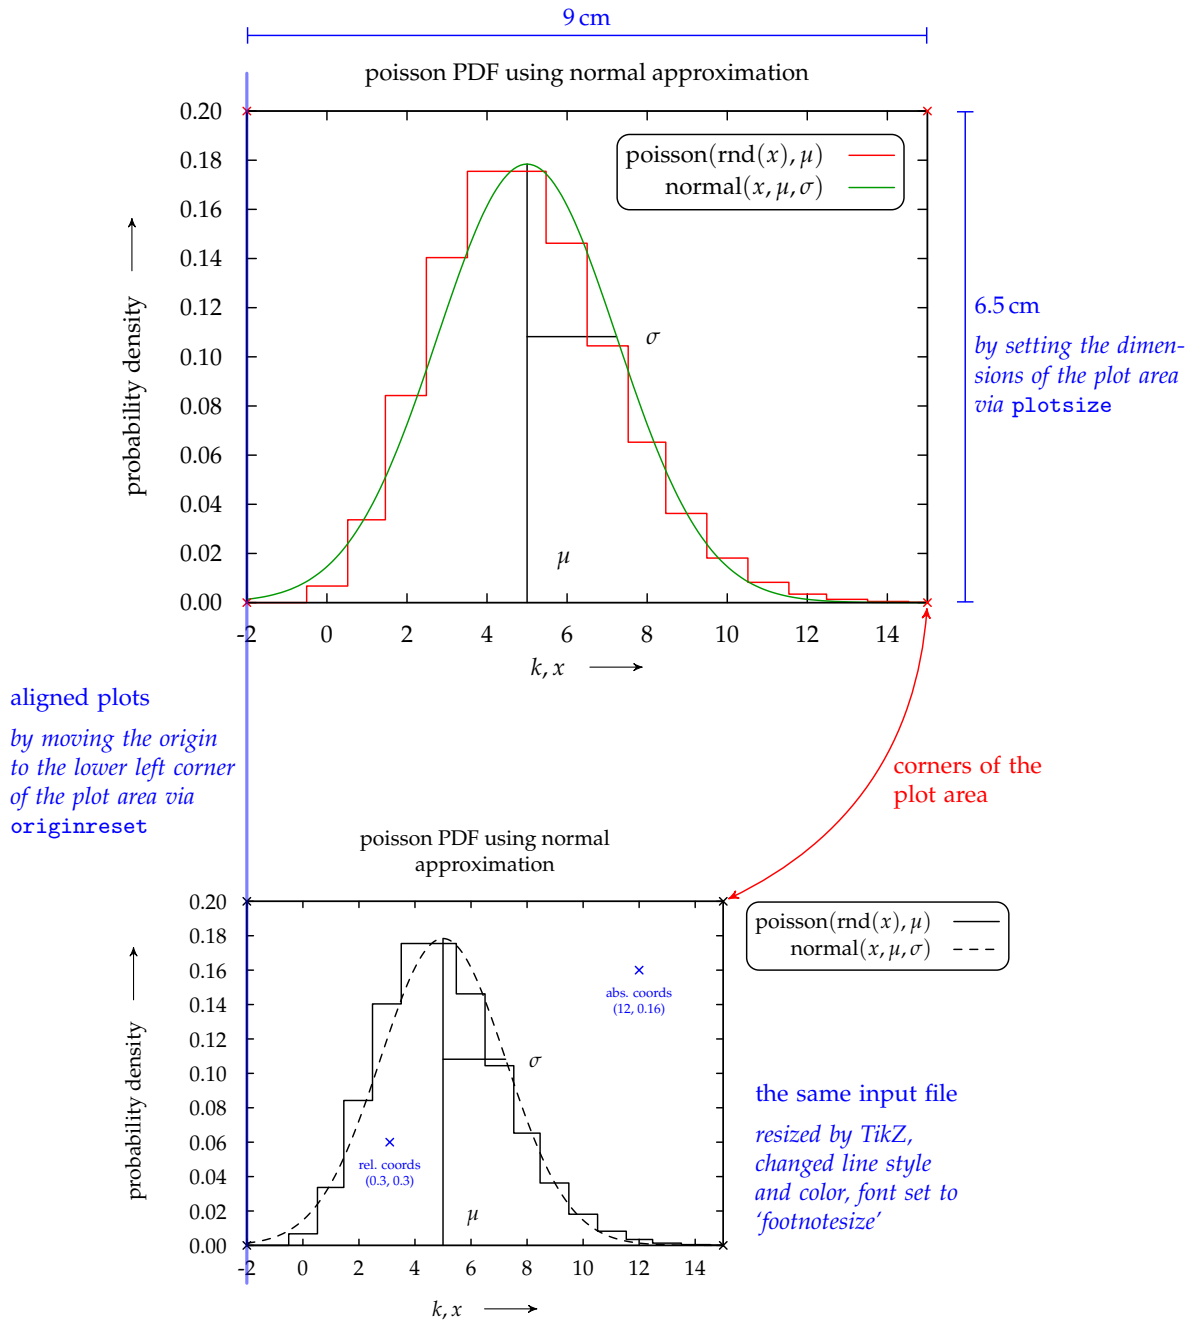 9 cm
poisson PDF using normal approximation
0.20
0.18
0.16
0.14
0.12
0.10
0.08
0.06
0.04
0.02
0.00
probability density
poisson(rnd(x), μ)
normal(x, μ, σ)
σ
μ
-2 0 2 4 6 8 10 12 14
k, x
6.5 cm
by setting the dimen-
sions of the plot area
via plotsize
aligned plots
by moving the origin
to the lower left corner
of the plot area via
originreset
corners of the
plot area
poisson PDF using normal
approximation
0.20
0.18
0.16
0.14
0.12
0.10
0.08
0.06
0.04
0.02
0.00
probability density
poisson(rnd(x), μ)
normal(x, μ, σ)
abs. coords
(12, 0.16)
σ
rel. coords
(0.3, 0.3)
μ
-2 0 2 4 6 8 10 12 14
k, x
the same input file
resized by TikZ,
changed line style
and color, font set to
‘footnotesize’